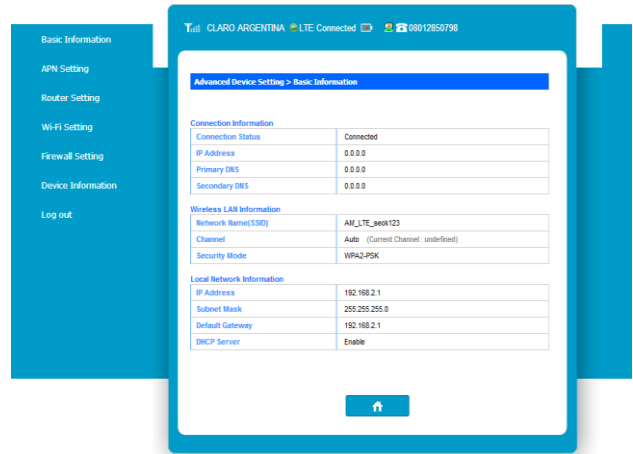 CLARO ARGENTINA LTE Connected 08012850798
Basic Information
APN Setting
Router Setting
Wi-Fi Setting
Firewall Setting
Device Information
Log out
Advanced Device Setting > Basic Information
Connection Information
Connection Status Connected
IP Address 0.0.0.0
Primary DNS 0.0.0.0
Secondary DNS 0.0.0.0
Wireless LAN Information
Network Name(SSID) AM_LTE_seok123
Channel Auto (Current Channel : undefined)
Security Mode WPA2-PSK
Local Network Information
IP Address 192.168.2.1
Subnet Mask 255.255.255.0
Default Gateway 192.168.2.1
DHCP Server Enable